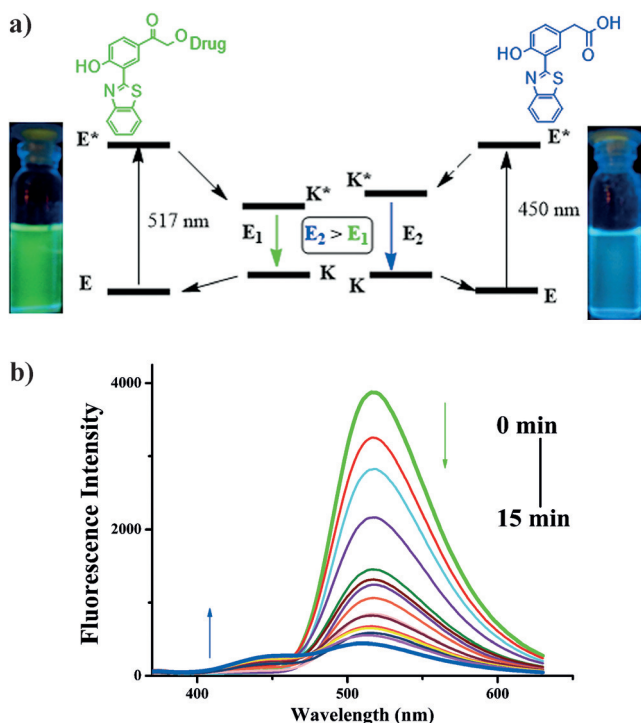 a)
O
O
Drug
HO
N
S
O
OH
HO
N
S
E*
E*
K*
K*
517 nm
E₁
E₂ > E₁
E₂
450 nm
E
K
K
E
b)
4000
2000
0
Fluorescence Intensity
0 min
15 min
400
500
600
Wavelength (nm)